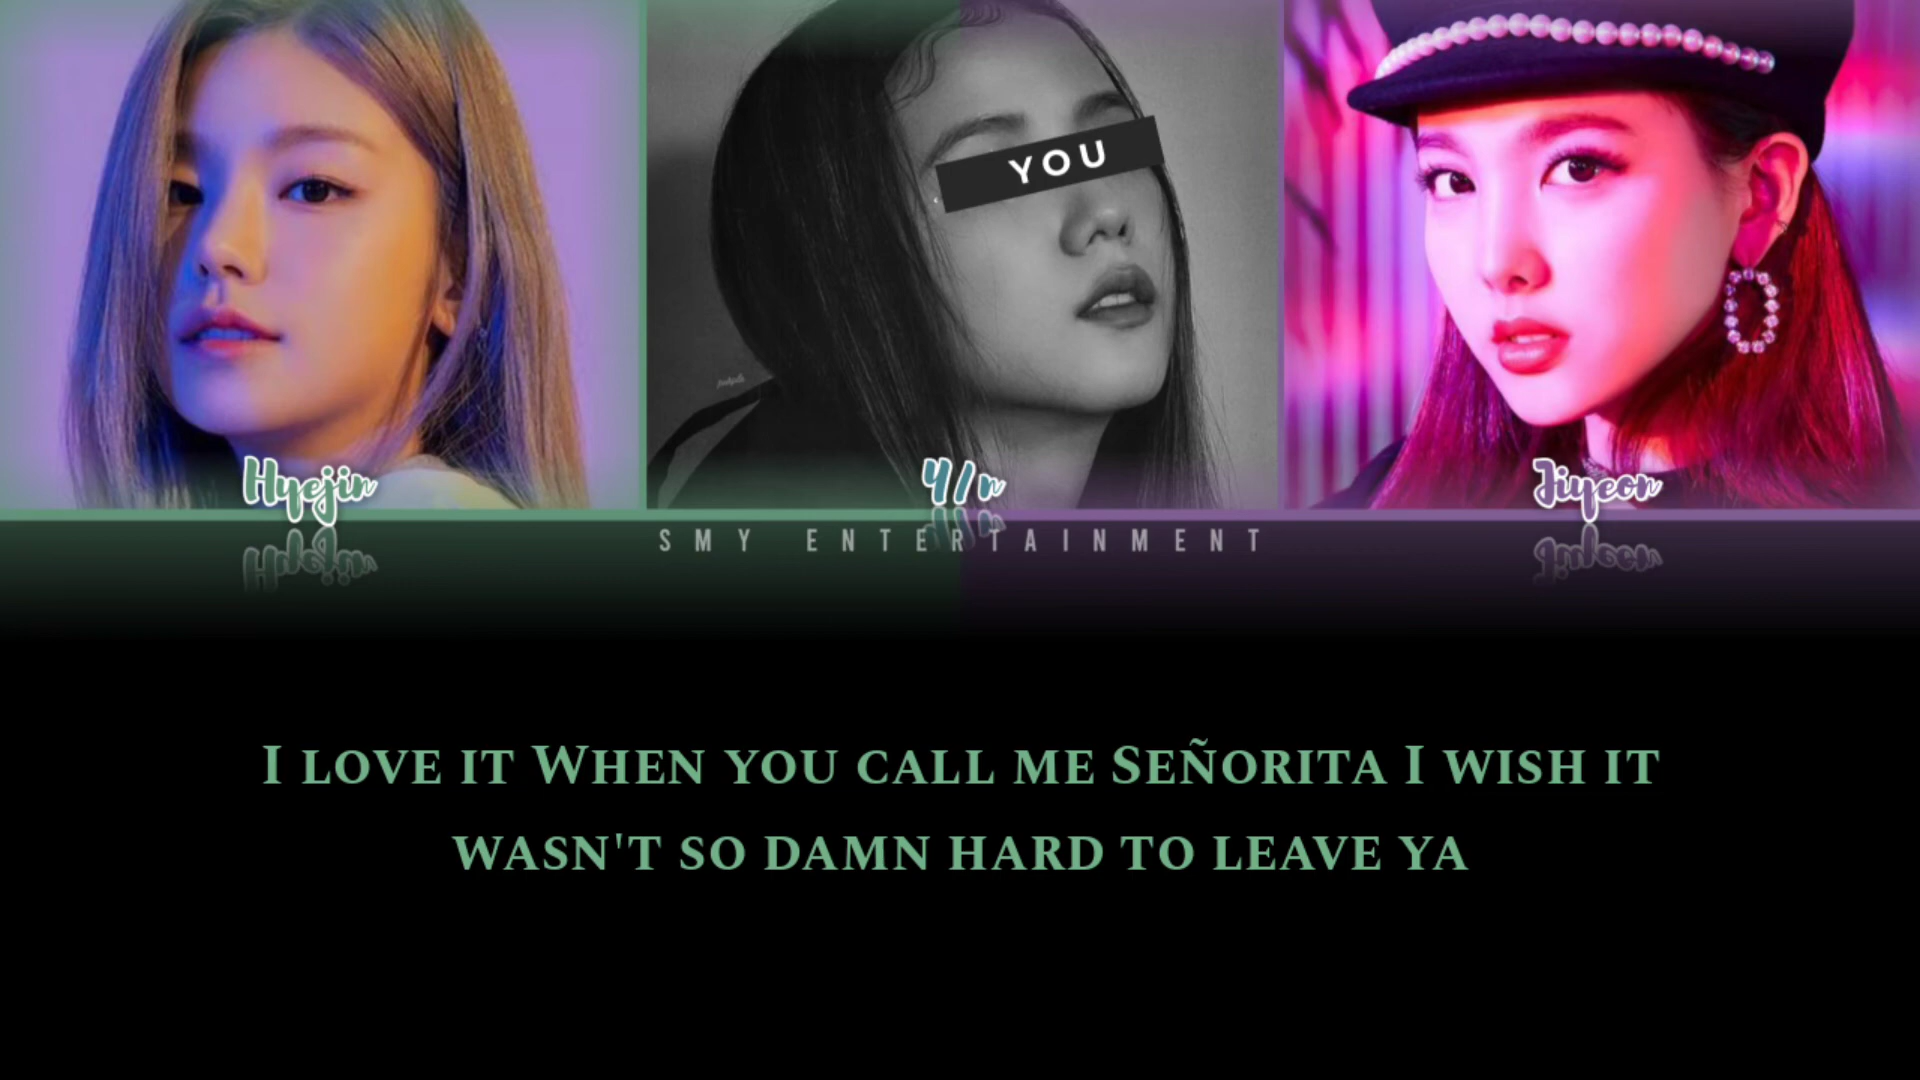 YOU
Hyejin
Y/n
Jiyeon
SMY ENTERTAINMENT
I LOVE IT WHEN YOU CALL ME SEÑORITA I WISH IT
WASN'T SO DAMN HARD TO LEAVE YA